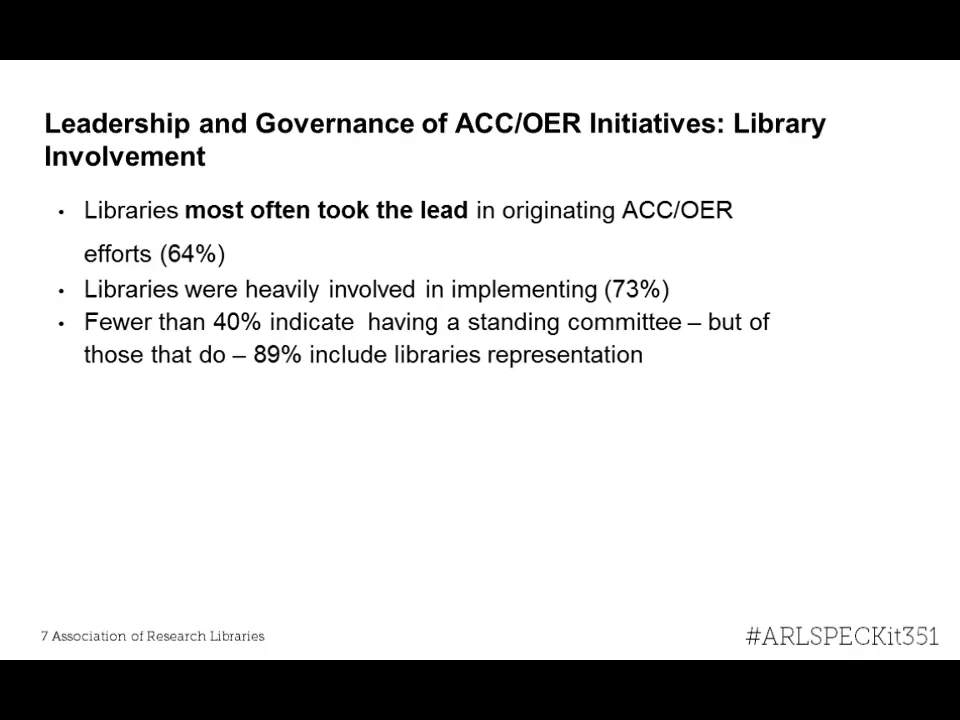 Leadership and Governance of ACC/OER Initiatives: Library
Involvement
• Libraries most often took the lead in originating ACC/OER
efforts (64%)
• Libraries were heavily involved in implementing (73%)
• Fewer than 40% indicate having a standing committee – but of
those that do – 89% include libraries representation
7 Association of Research Libraries
#ARLSPECKit351